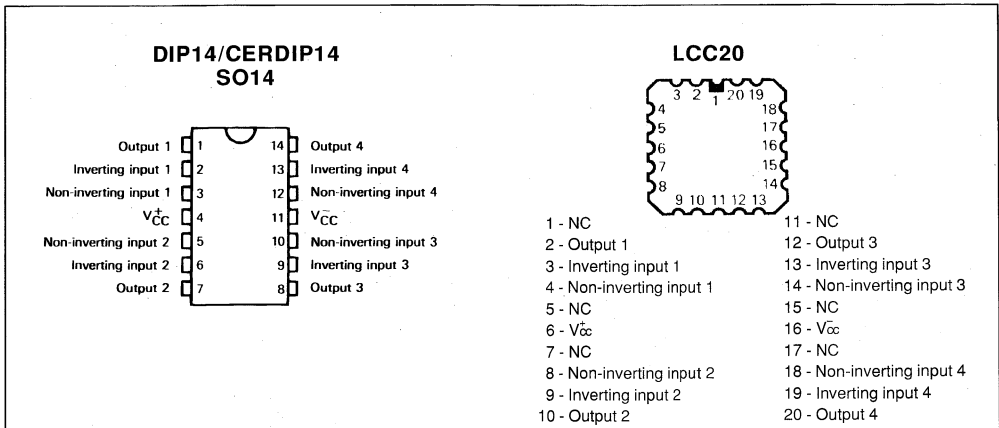 DIP14/CERDIP14
SO14
Output 1 1 14 Output 4
Inverting input 1 2 13 Inverting input 4
Non-inverting input 1 3 12 Non-inverting input 4
V+CC 4 11 V-CC
Non-inverting input 2 5 10 Non-inverting input 3
Inverting input 2 6 9 Inverting input 3
Output 2 7 8 Output 3
LCC20
3 2 1 20 19
4 18
5 17
6 16
7 15
8 14
9 10 11 12 13
1 - NC
2 - Output 1
3 - Inverting input 1
4 - Non-inverting input 1
5 - NC
6 - V+cc
7 - NC
8 - Non-inverting input 2
9 - Inverting input 2
10 - Output 2
11 - NC
12 - Output 3
13 - Inverting input 3
14 - Non-inverting input 3
15 - NC
16 - V-cc
17 - NC
18 - Non-inverting input 4
19 - Inverting input 4
20 - Output 4